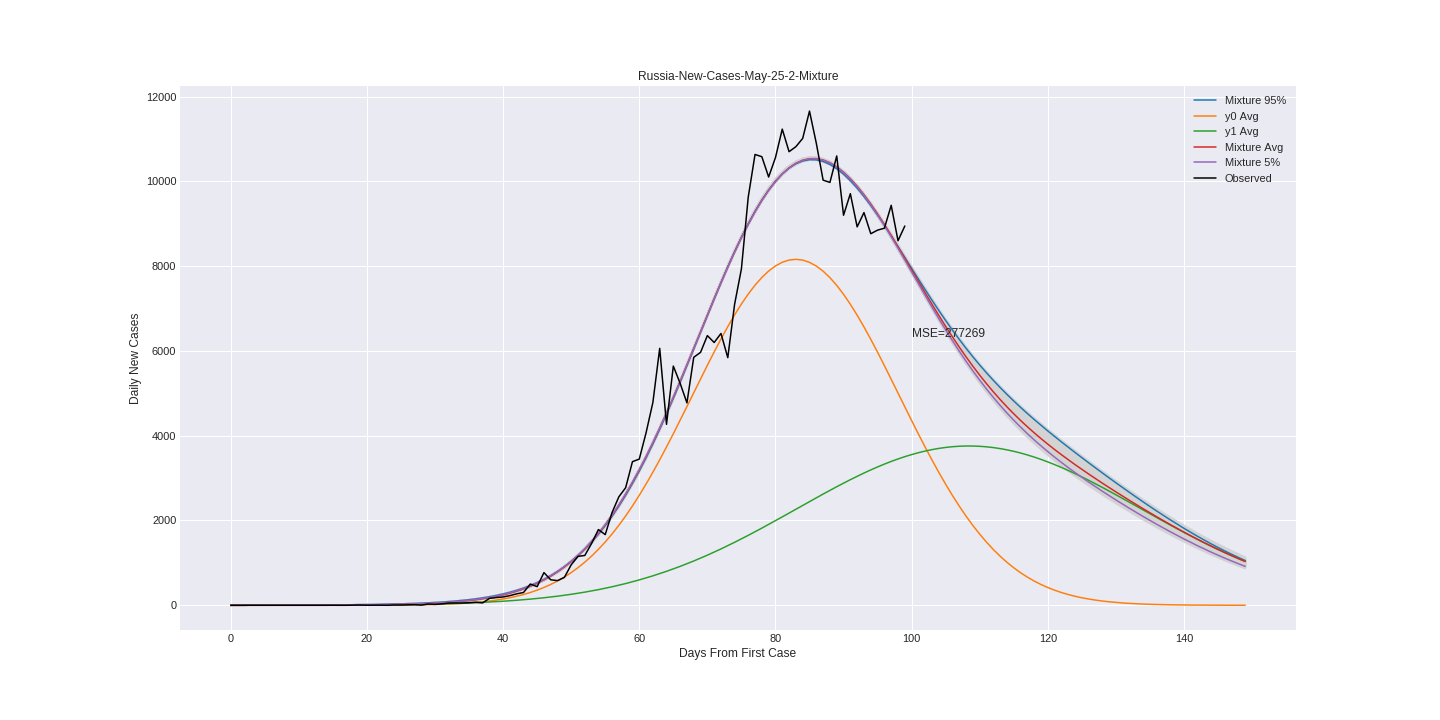 Russia-New-Cases-May-25-2-Mixture
12000
10000
8000
6000
4000
2000
0
Daily New Cases
Mixture 95%
y0 Avg
y1 Avg
Mixture Avg
Mixture 5%
Observed
MSE=277269
0 20 40 60 80 100 120 140
Days From First Case